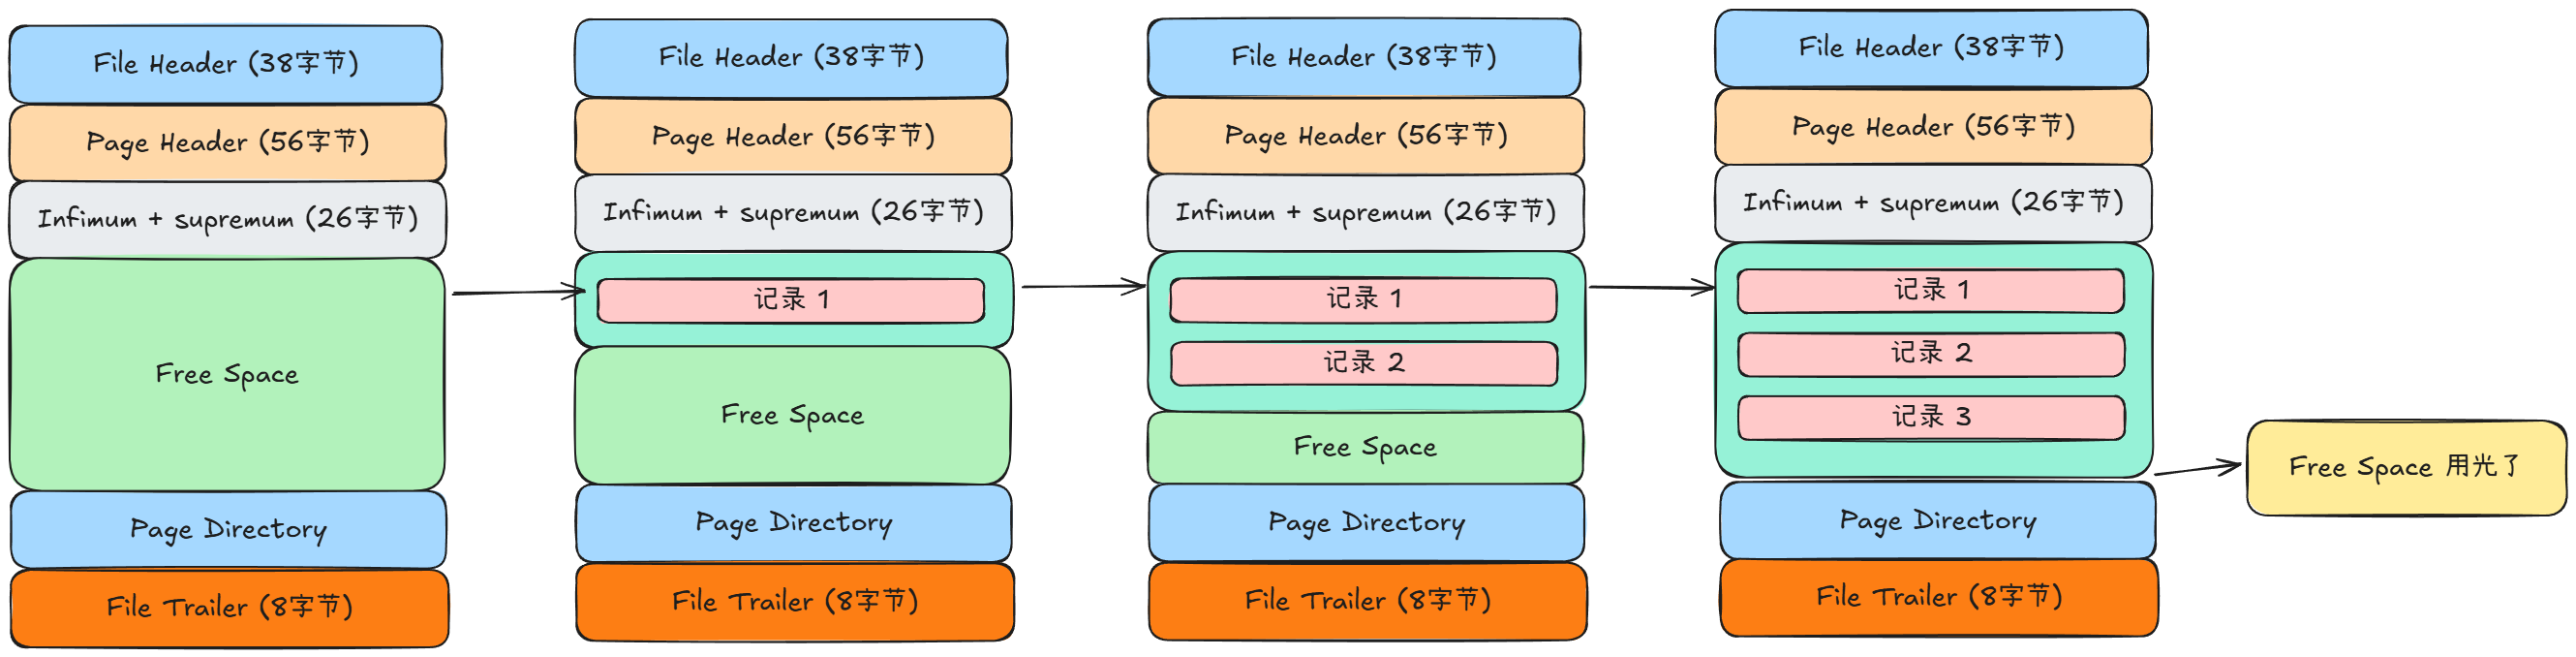 File Header (38字节)
Page Header (56字节)
Infimum + supremum (26字节)
Free Space
Page Directory
File Trailer (8字节)
File Header (38字节)
Page Header (56字节)
Infimum + supremum (26字节)
记录 1
Free Space
Page Directory
File Trailer (8字节)
File Header (38字节)
Page Header (56字节)
Infimum + supremum (26字节)
记录 1
记录 2
Free Space
Page Directory
File Trailer (8字节)
File Header (38字节)
Page Header (56字节)
Infimum + supremum (26字节)
记录 1
记录 2
记录 3
Page Directory
File Trailer (8字节)
Free Space 用光了